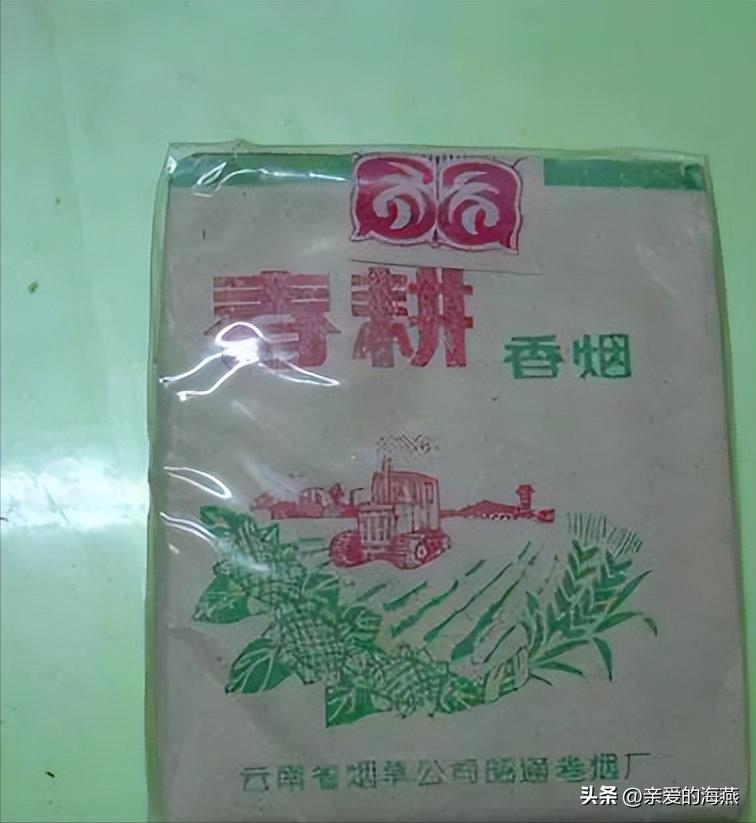 春耕
香烟
云南省烟草公司昭通卷烟厂
头条 @亲爱的海燕